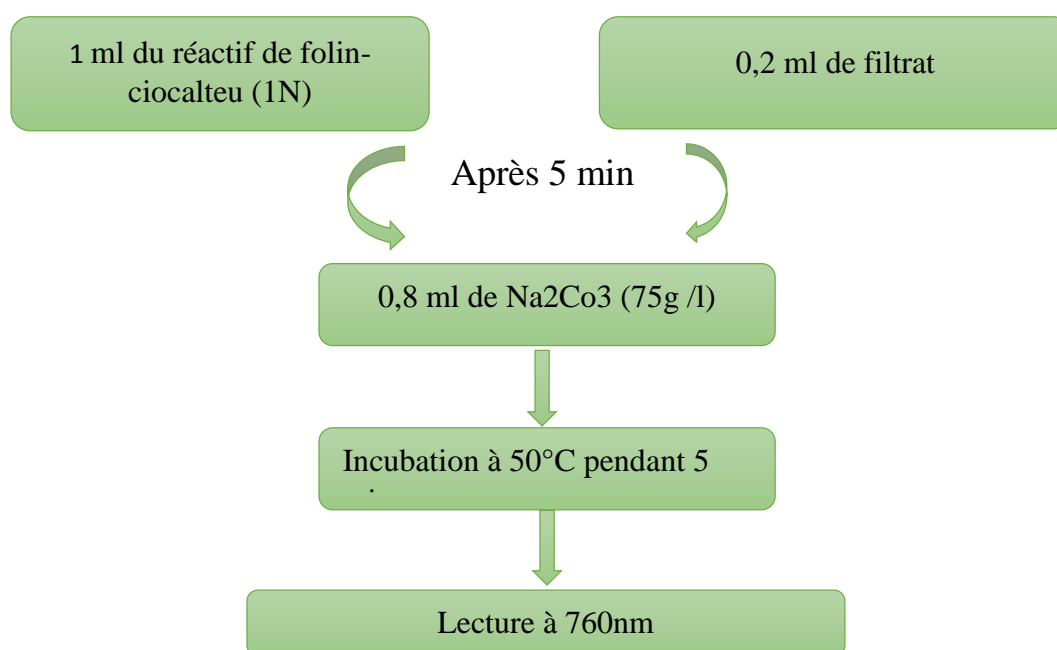 1 ml du réactif de folin-
ciocalteu (1N)
0,2 ml de filtrat
Après 5 min
0,8 ml de Na2Co3 (75g /l)
Incubation à 50°C pendant 5
Lecture à 760nm